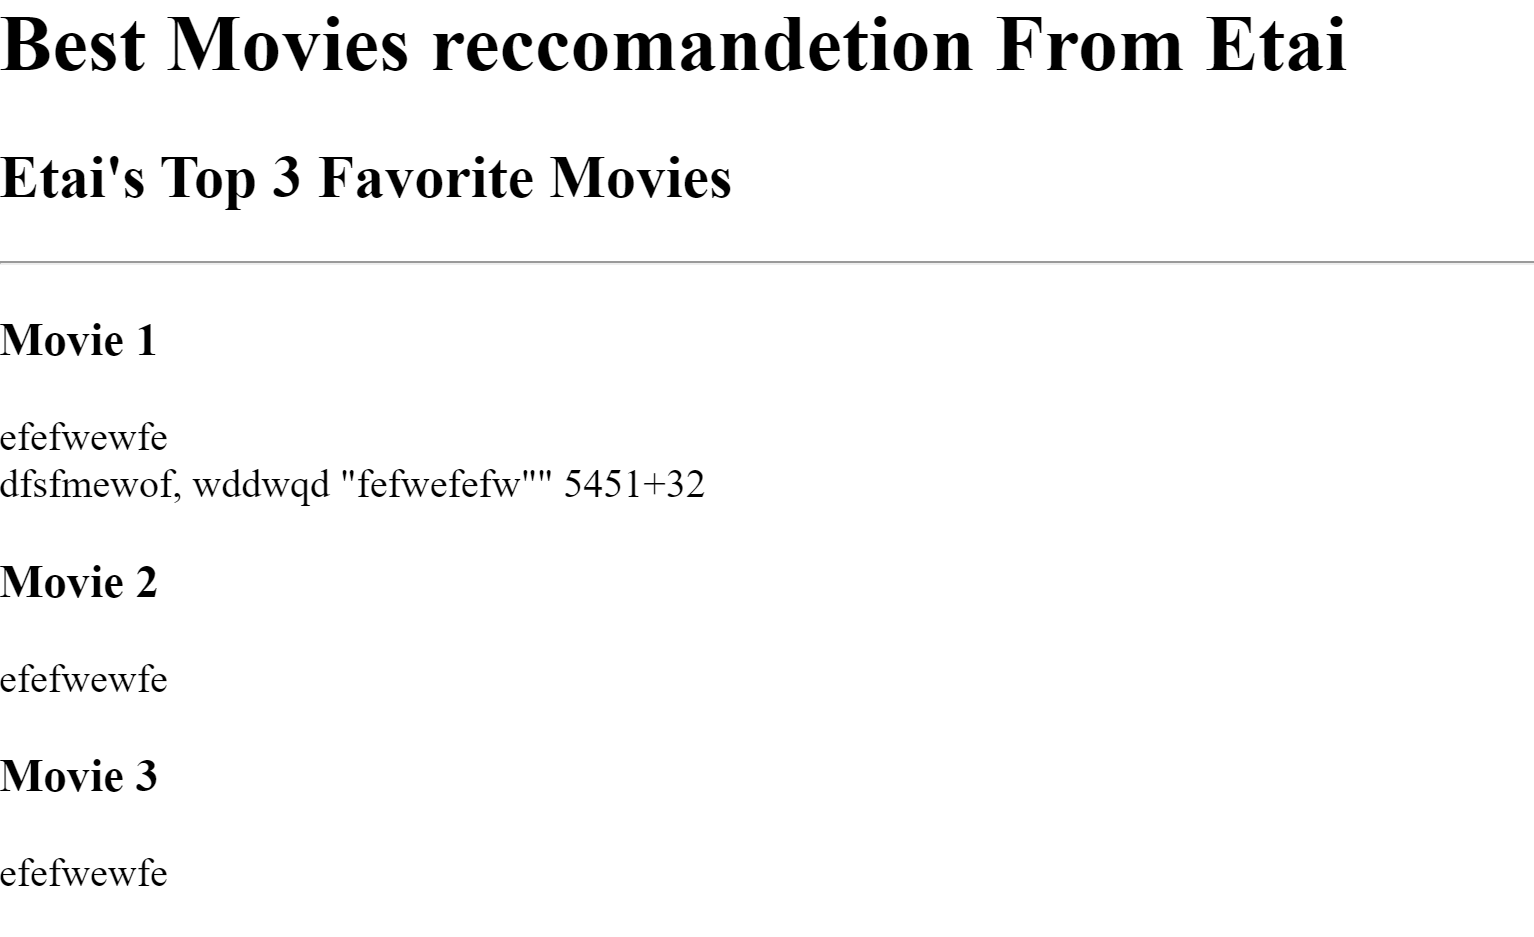 Best Movies reccomandetion From Etai
Etai's Top 3 Favorite Movies
Movie 1
efefwewfe
dfsfmewof, wddwqd "fefwefefw"" 5451+32
Movie 2
efefwewfe
Movie 3
efefwewfe